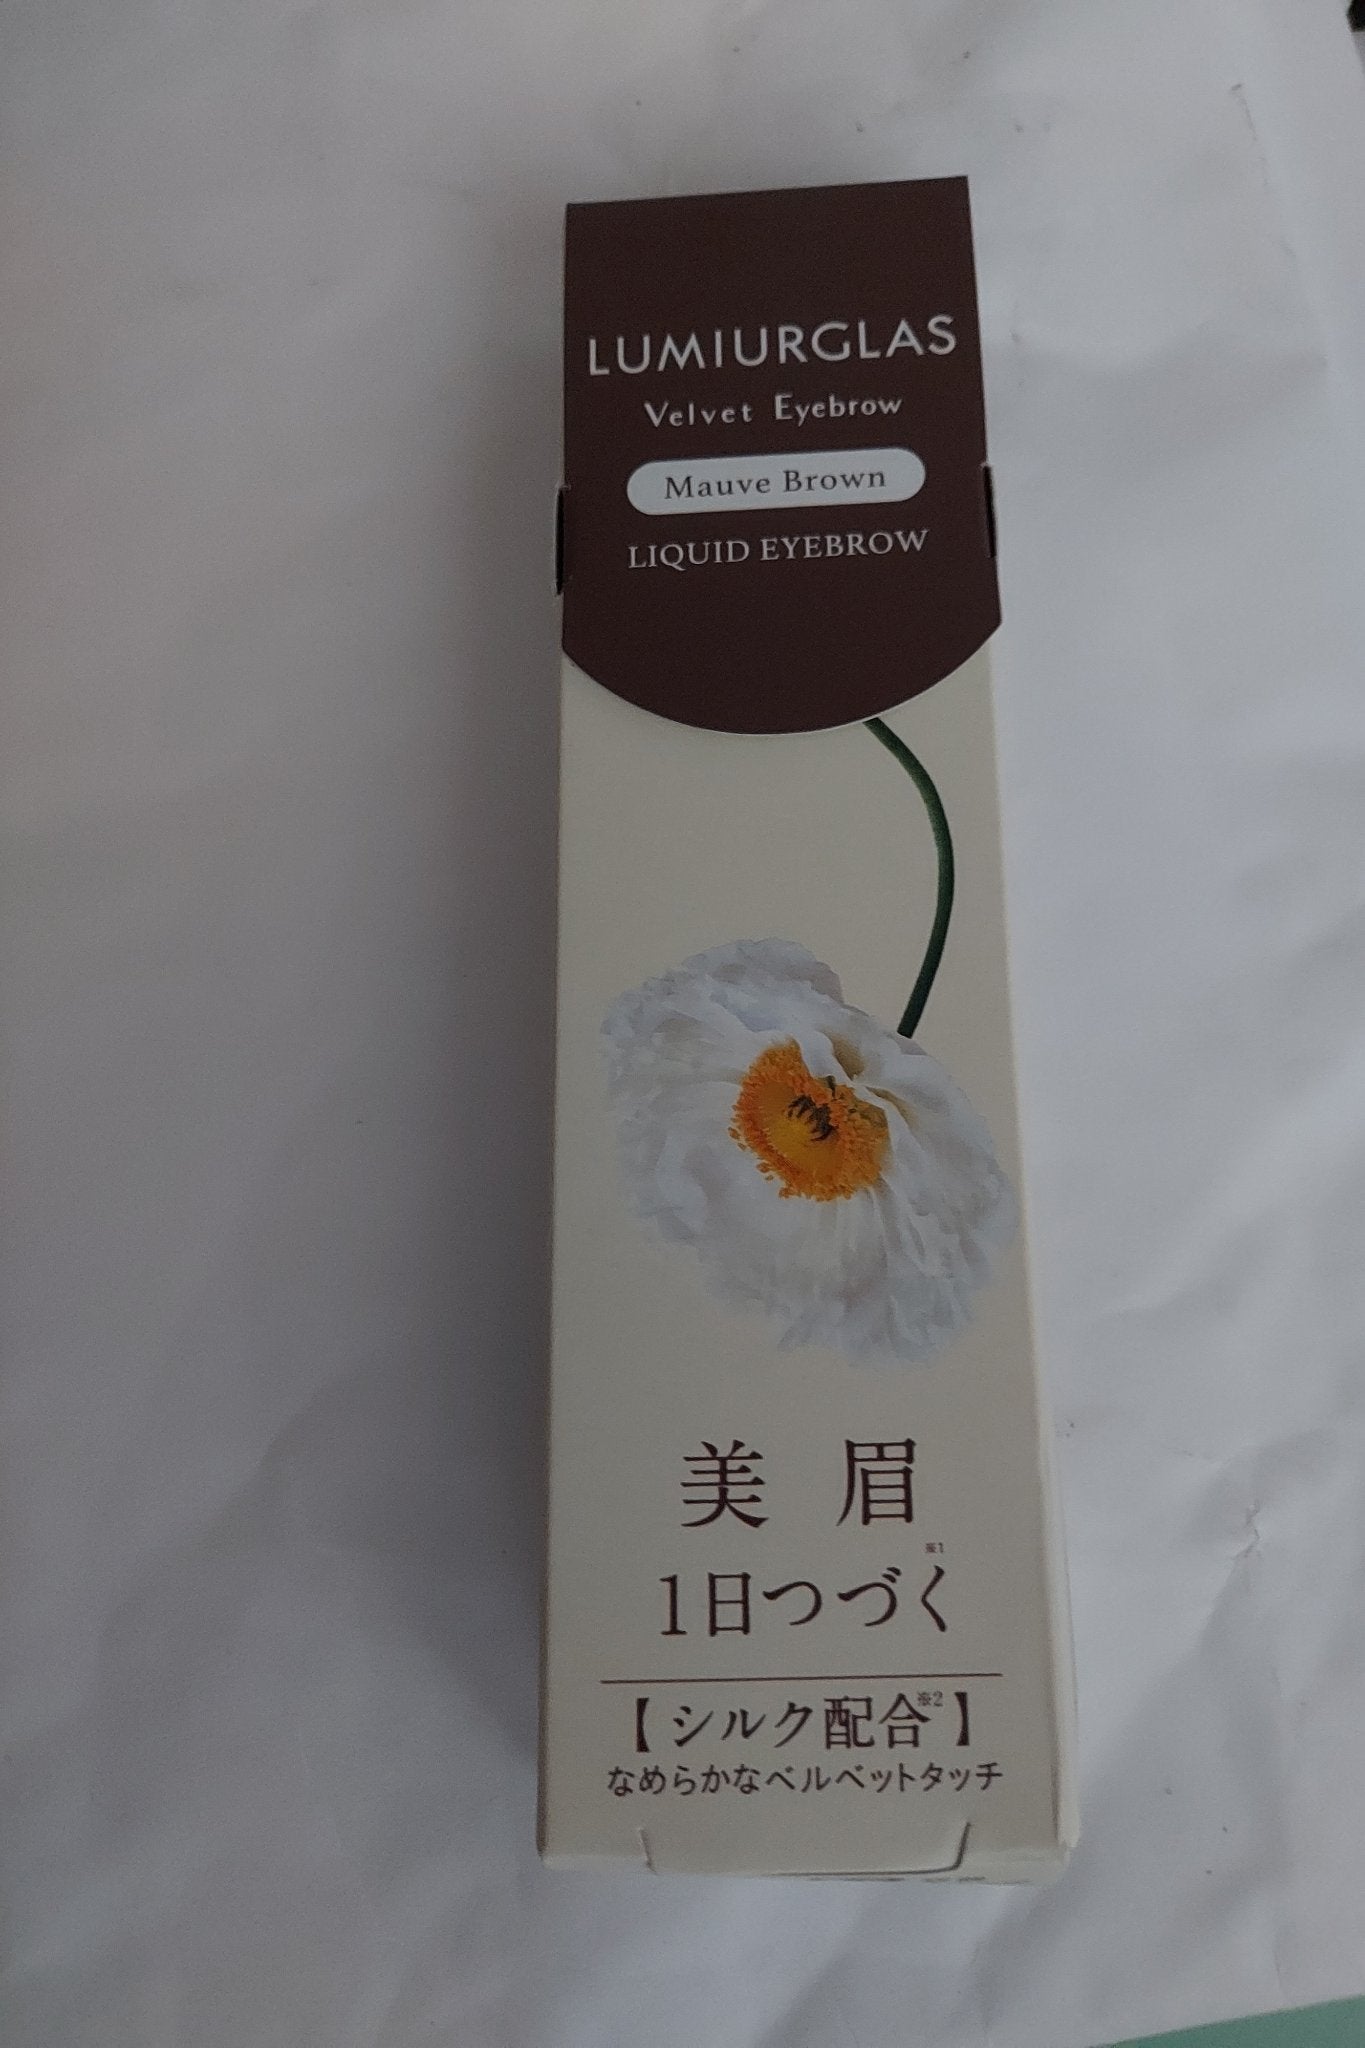 LUMIURGLAS
Velvet Eyebrow
Mauve Brown
LIQUID EYEBROW
美眉
1日つづく※1
【シルク配合※2】
なめらかなベルベットタッチ